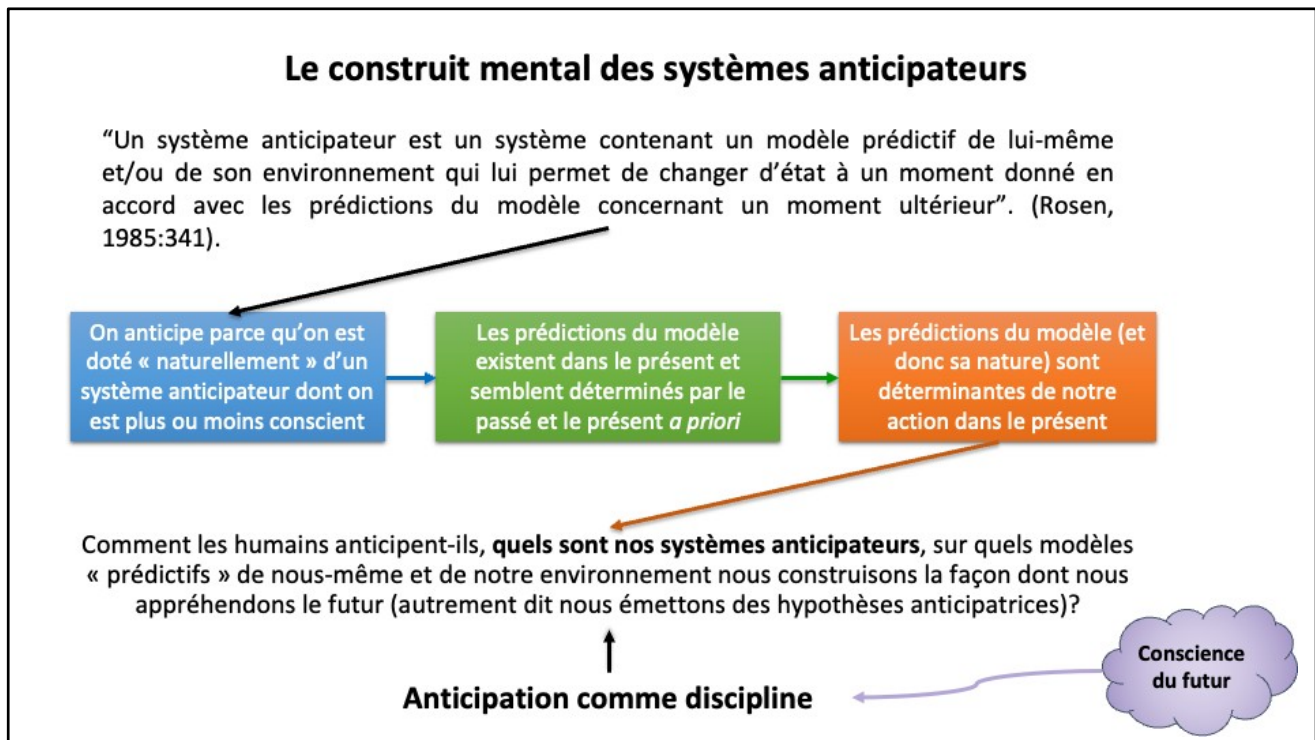 Le construit mental des systèmes anticipateurs
“Un système anticipateur est un système contenant un modèle prédictif de lui-même
et/ou de son environnement qui lui permet de changer d’état à un moment donné en
accord avec les prédictions du modèle concernant un moment ultérieur”. (Rosen,
1985:341).
On anticipe parce qu’on est
doté « naturellement » d’un
système anticipateur dont on
est plus ou moins conscient
Les prédictions du modèle
existent dans le présent et
semblent déterminés par le
passé et le présent a priori
Les prédictions du modèle (et
donc sa nature) sont
déterminantes de notre
action dans le présent
Comment les humains anticipent-ils, quels sont nos systèmes anticipateurs, sur quels modèles
« prédictifs » de nous-même et de notre environnement nous construisons la façon dont nous
appréhendons le futur (autrement dit nous émettons des hypothèses anticipatrices)?
Conscience
du futur
Anticipation comme discipline